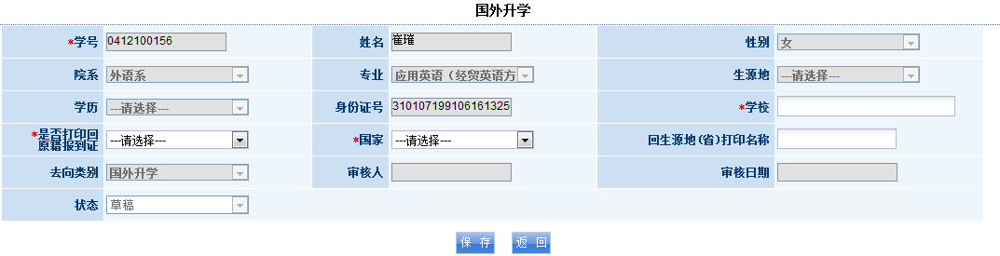 国外升学
*学号 0412100156 姓名 崔璀 性别 女
院系 外语系 专业 应用英语（经贸英语方 生源地 ---请选择---
学历 ---请选择--- 身份证号 310107199106161325 *学校
*是否打印回
原籍报到证 ---请选择--- *国家 ---请选择--- 回生源地(省)打印名称
去向类别 国外升学 审核人 审核日期
状态 草稿
保 存 返 回